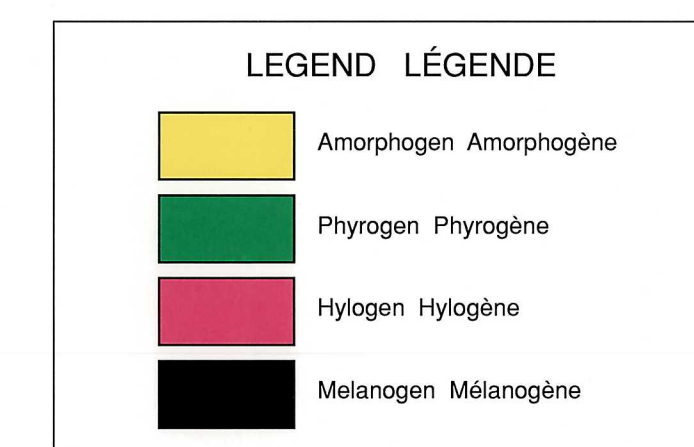 LEGEND LÉGENDE
Amorphogen Amorphogène
Phyrogen Phyrogène
Hylogen Hylogène
Melanogen Mélanogène